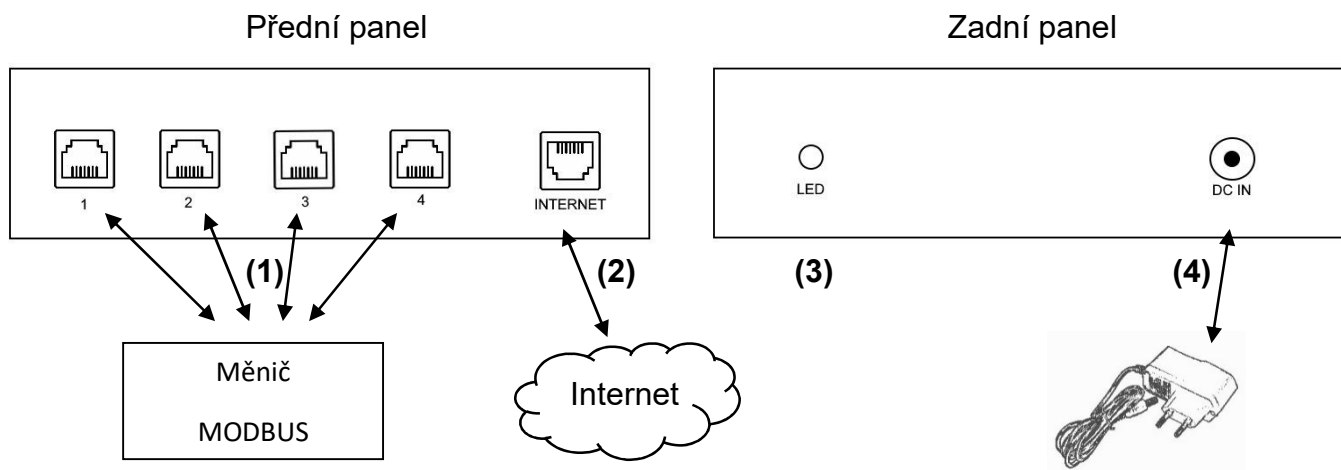 Přední panel
Zadní panel
1
2
3
4
INTERNET
LED
DC IN
(1)
(2)
(3)
(4)
Měnič
MODBUS
Internet